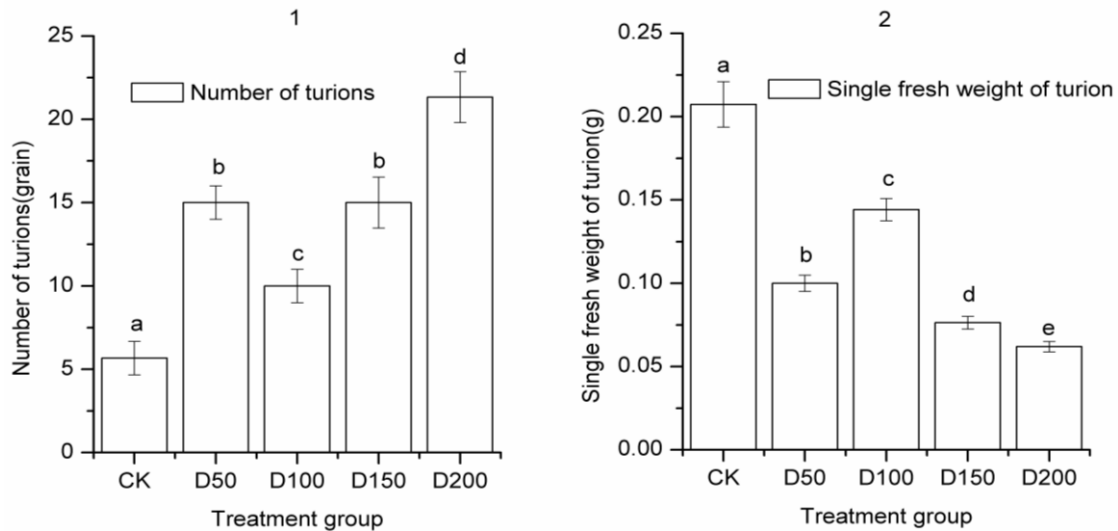 1
Number of turions(grain)
25
20
15
10
5
0
Number of turions
a
b
c
b
d
CK D50 D100 D150 D200
Treatment group
2
Single fresh weight of turion(g)
0.25
0.20
0.15
0.10
0.05
0.00
Single fresh weight of turion
a
b
c
d
e
CK D50 D100 D150 D200
Treatment group